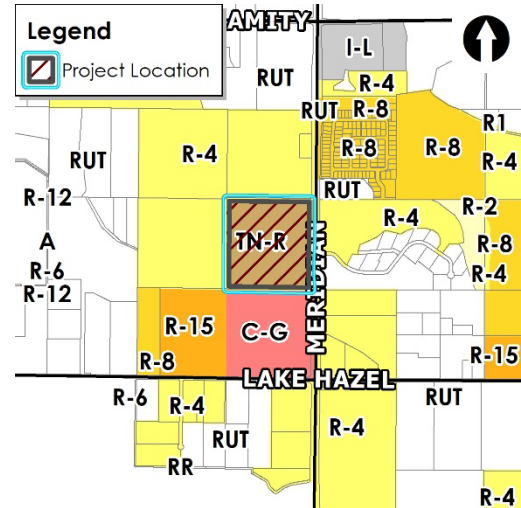 Legend
Project Location
AMITY
I-L
RUT
R-4
RUT
R-8
R1
RUT
R-4
R-8
R-8
R-4
R-12
RUT
R-2
R-4
A
TN-R
MERIDIAN
R-8
R-6
R-4
R-12
R-15
C-G
R-15
R-8
LAKE HAZEL
R-6
R-4
RUT
RUT
R-4
RR
R-4